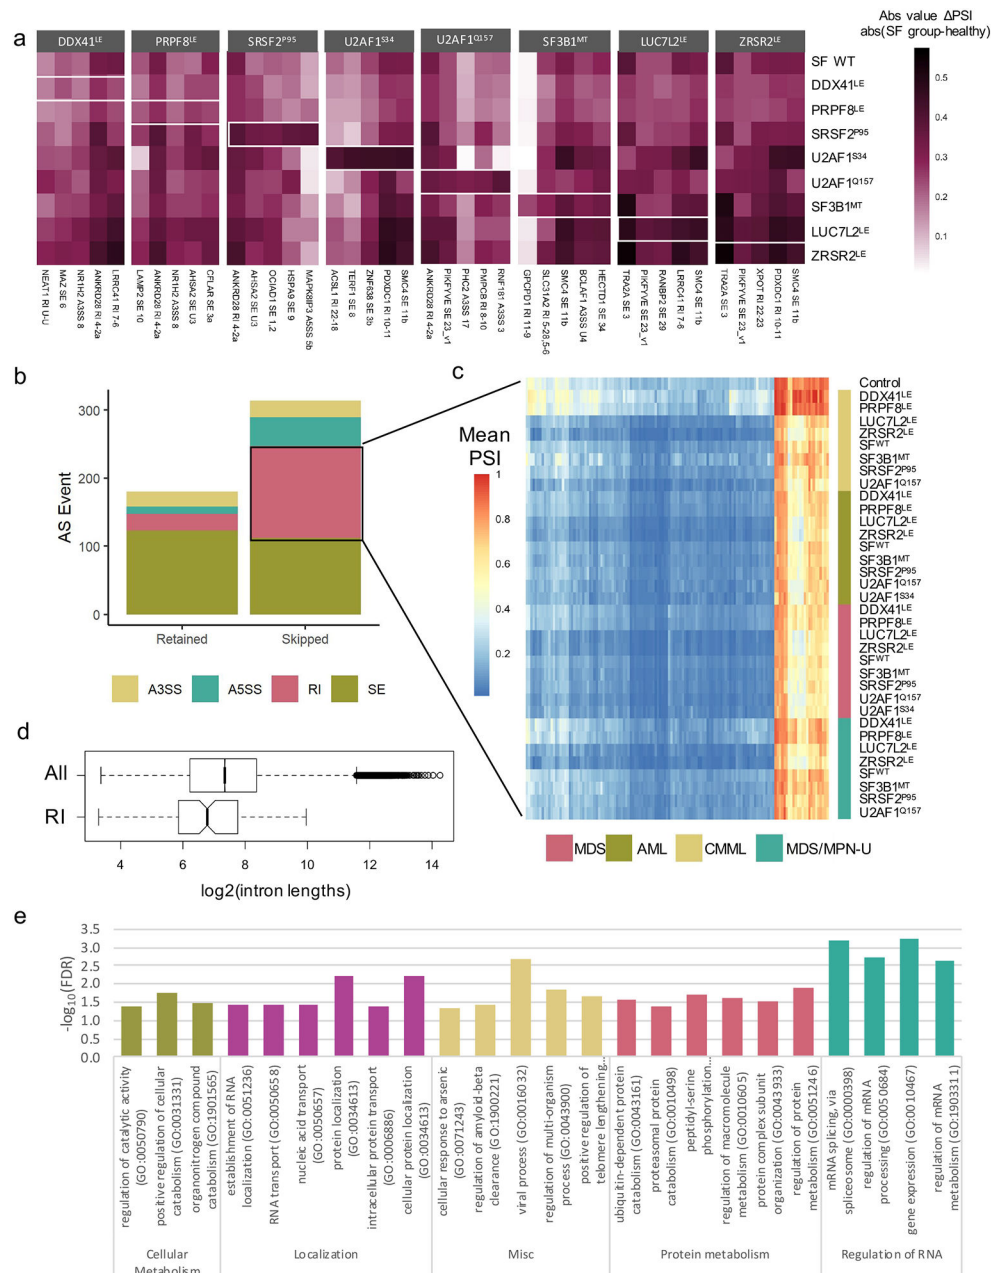 Abs value ΔPSI
abs(SF group-healthy)
a
DDX41LE PRPF8LE SRSF2P95 U2AF1S34 U2AF1Q157 SF3B1MT LUC7L2LE ZRSR2LE
0.5
0.4
0.3
0.2
0.1
SF WT
DDX41LE
PRPF8LE
SRSF2P95
U2AF1S34
U2AF1Q157
SF3B1MT
LUC7L2LE
ZRSR2LE
NEAT1 U-U
MAZ SE 6
NR1H2 A3SS 8
ANKRD28 RI 4-2a
LRRC41 RI 7-6
LAMP2 SE 10
ANKRD28 RI 4-2a
NR1H2 A3SS 8
AHSA2 SE U3
CFLAR SE 3a
ANKRD28 RI 4-2a
AHSA2 SE U3
OCIAD1 SE 1.2
HSPA9 SE 9
MAPK8IP3 A5SS 5b
ACSL1 RI 22-18
TERF1 SE 8
ZNF638 SE 3b
PDXDC1 RI 10-11
SMC4 SE 11b
ANKRD28 RI 4-2a
PIKFYVE SE 23_v1
PHC2 A3SS 17
PMPCB RI 8-10
RNF181 A3SS 3
GPCPD1 RI 11-9
SLC31A2 RI 5-28,5-6
SMC4 SE 11b
BCLAF1 A3SS U4
HECTD1 SE 34
TRA2A SE 3
PIKFYVE SE 23_v1
RANBP2 SE 29
LRRC41 RI 7-6
SMC4 SE 11b
TRA2A SE 3
PIKFYVE SE 23_v1
XPOT RI 22-23
PDXDC1 RI 10-11
SMC4 SE 11b
b
AS Event
300
200
100
0
Retained Skipped
A3SS A5SS RI SE
c
Mean
PSI
1
0.8
0.6
0.4
0.2
Control
DDX41LE
PRPF8LE
LUC7L2LE
ZRSR2LE
SFWT
SF3B1MT
SRSF2P95
U2AF1Q157
DDX41LE
PRPF8LE
LUC7L2LE
ZRSR2LE
SFWT
SF3B1MT
SRSF2P95
U2AF1Q157
U2AF1S34
DDX41LE
PRPF8LE
LUC7L2LE
ZRSR2LE
SFWT
SF3B1MT
SRSF2P95
U2AF1Q157
U2AF1S34
DDX41LE
PRPF8LE
LUC7L2LE
ZRSR2LE
SFWT
SF3B1MT
SRSF2P95
U2AF1Q157
MDS AML CMML MDS/MPN-U
d
All
RI
4 6 8 10 12 14
log2(intron lengths)
e
-log10(FDR)
3.5
3.0
2.5
2.0
1.5
1.0
0.5
0.0
regulation of catalytic activity
(GO:0050790)
positive regulation of cellular
catabolism (GO:0031331)
organonitrogen compound
catabolism (GO:1901565)
establishment of RNA
localization (GO:0051236)
RNA transport (GO:0050658)
nucleic acid transport
(GO:0050657)
protein localization
(GO:0034613)
intracellular protein transport
(GO:0006886)
cellular protein localization
(GO:0034613)
cellular response to arsenic
(GO:0071243)
regulation of amyloid-beta
clearance (GO:1900221)
viral process (GO:0016032)
regulation of multi-organism
process (GO:0043900)
positive regulation of
telomere lengthening…
ubiquitin-dependent protein
catabolism (GO:0043161)
proteasomal protein
catabolism (GO:0010498)
peptidyl-serine
phosphorylation…
regulation of macromolecule
metabolism (GO:0010605)
protein complex subunit
organization (GO:0043933)
regulation of protein
metabolism (GO:0051246)
mRNA splicing, via
spliceosome (GO:0000398)
regulation of mRNA
processing (GO:0050684)
gene expression (GO:0010467)
regulation of mRNA
metabolism (GO:1903311)
Cellular
Metabolism
Localization
Misc
Protein metabolism
Regulation of RNA